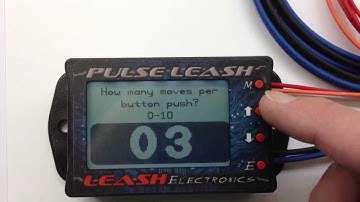 PULSE LEASH
How many moves per
button push?
0-10
03
M
E
LEASH ELECTRONICS